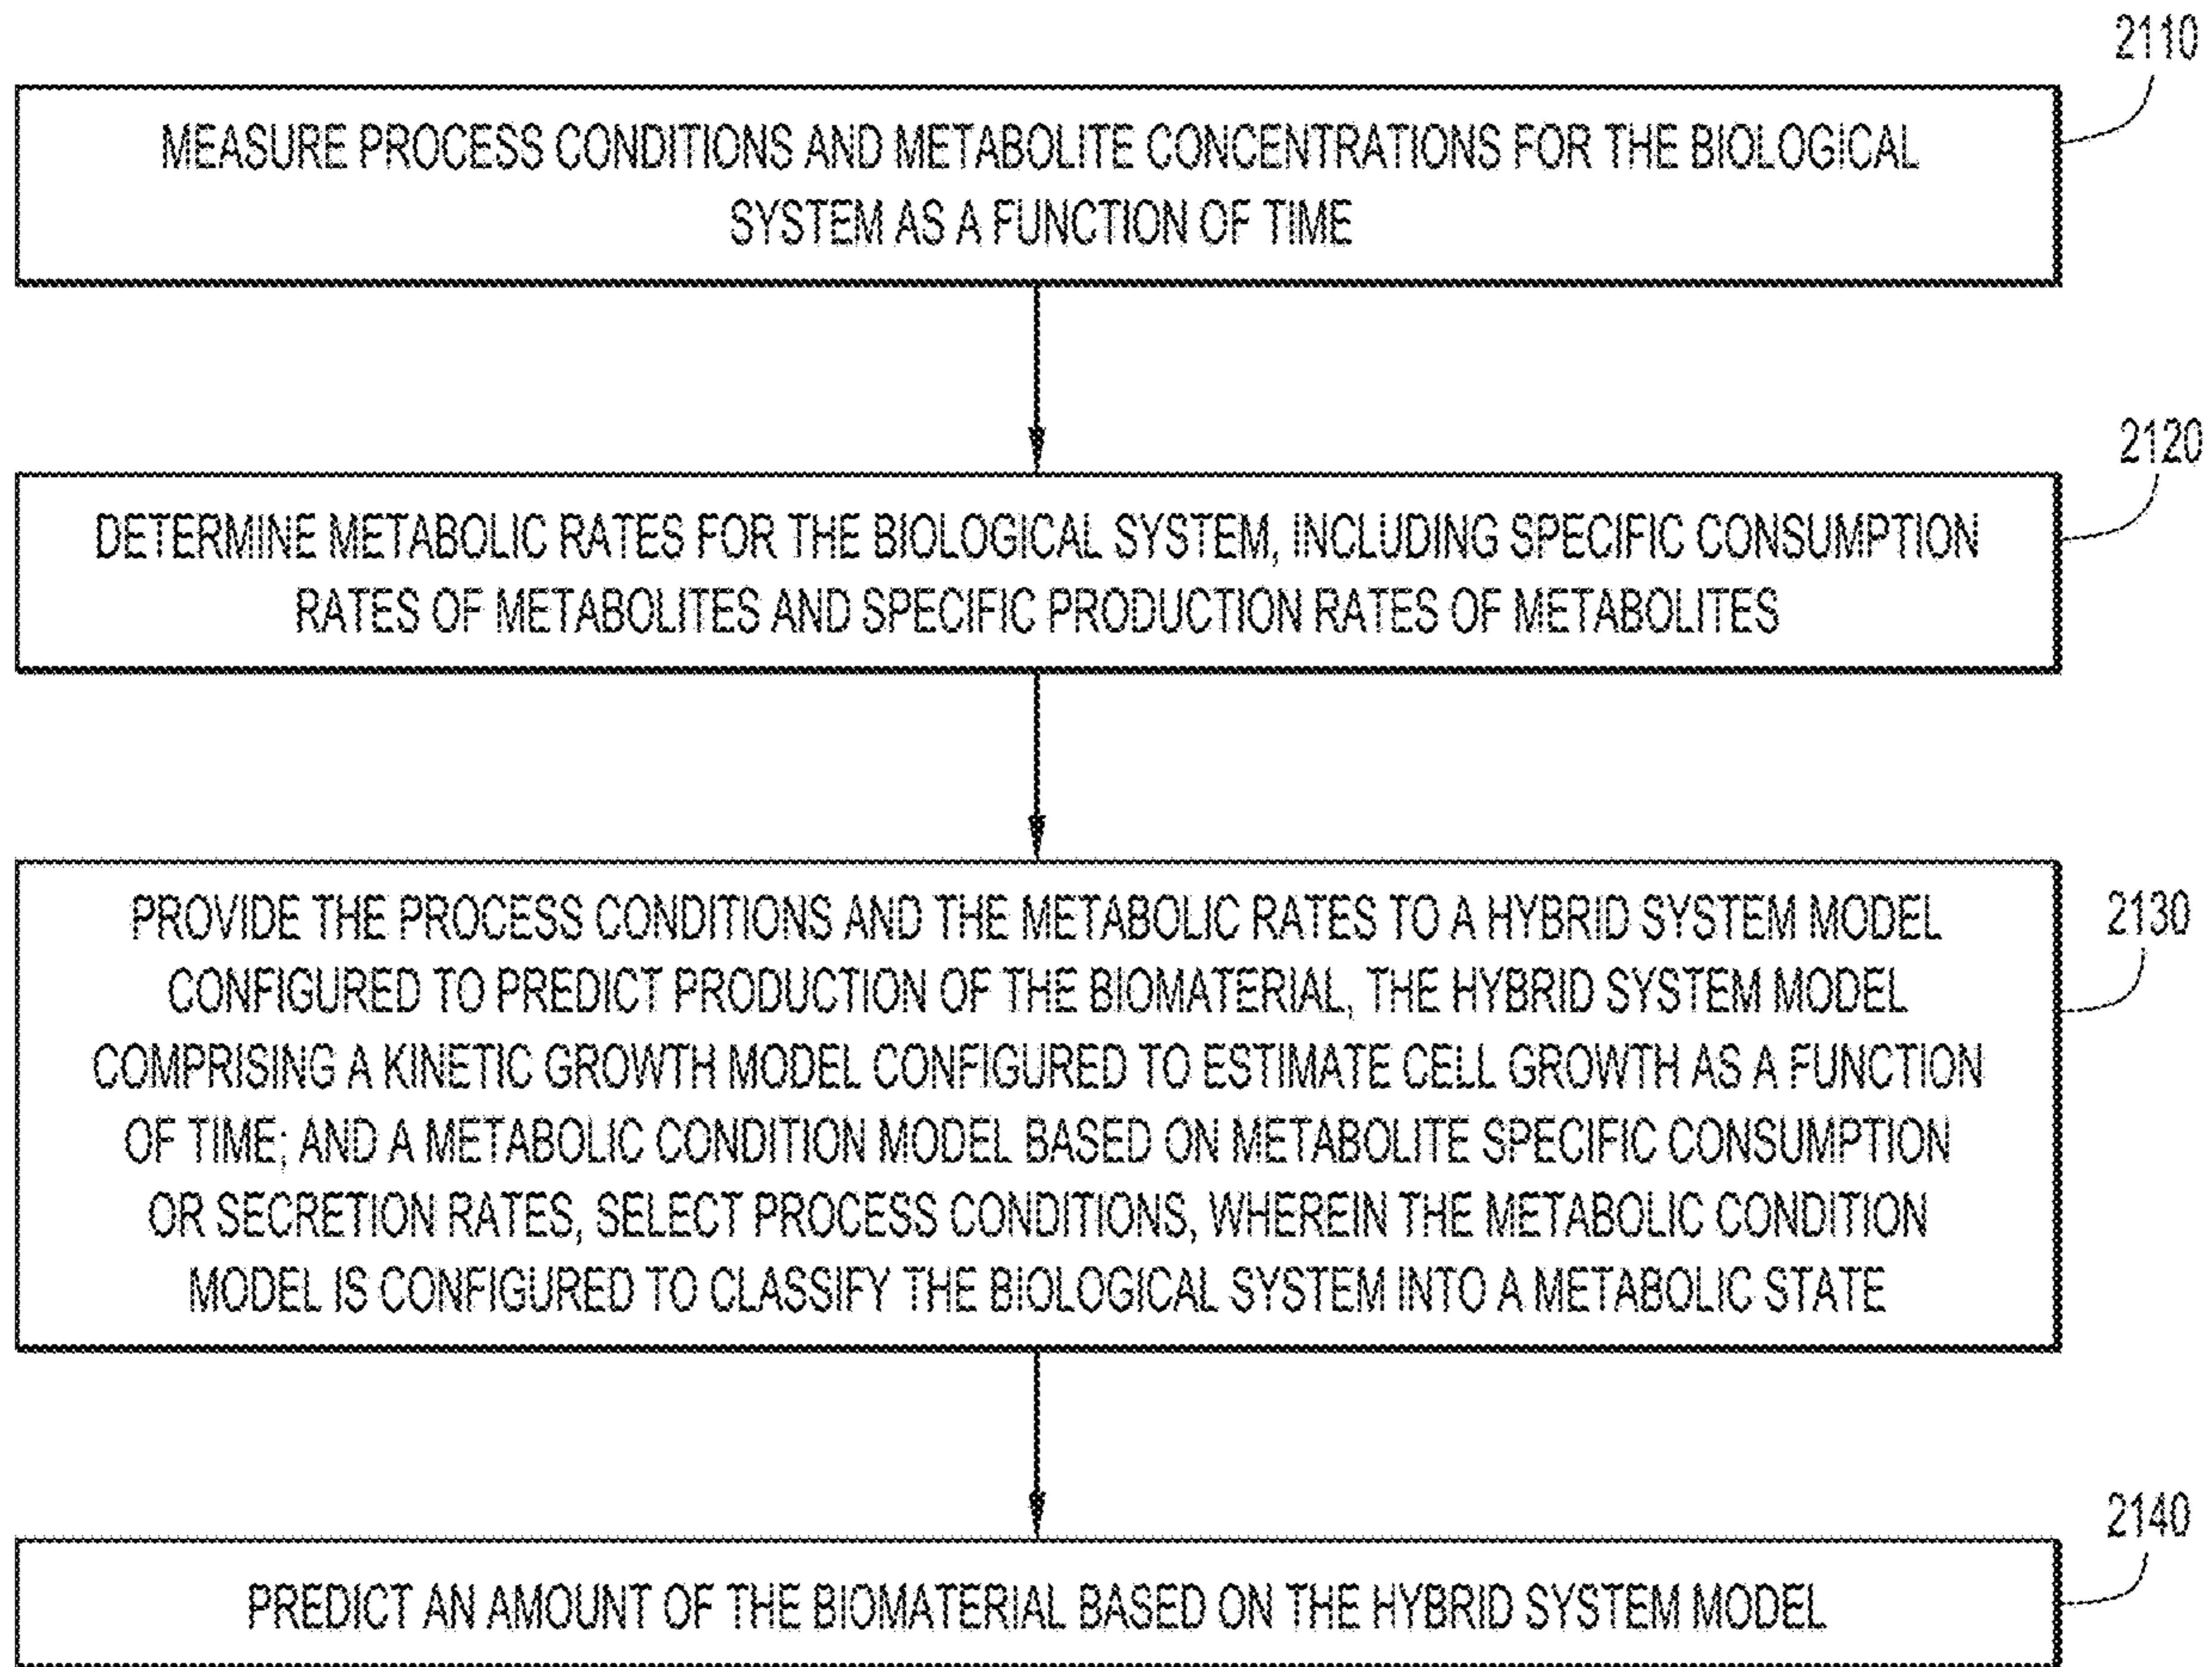 2110
MEASURE PROCESS CONDITIONS AND METABOLITE CONCENTRATIONS FOR THE BIOLOGICAL
SYSTEM AS A FUNCTION OF TIME
2120
DETERMINE METABOLIC RATES FOR THE BIOLOGICAL SYSTEM, INCLUDING SPECIFIC CONSUMPTION
RATES OF METABOLITES AND SPECIFIC PRODUCTION RATES OF METABOLITES
2130
PROVIDE THE PROCESS CONDITIONS AND THE METABOLIC RATES TO A HYBRID SYSTEM MODEL
CONFIGURED TO PREDICT PRODUCTION OF THE BIOMATERIAL, THE HYBRID SYSTEM MODEL
COMPRISING A KINETIC GROWTH MODEL CONFIGURED TO ESTIMATE CELL GROWTH AS A FUNCTION
OF TIME; AND A METABOLIC CONDITION MODEL BASED ON METABOLITE SPECIFIC CONSUMPTION
OR SECRETION RATES, SELECT PROCESS CONDITIONS, WHEREIN THE METABOLIC CONDITION
MODEL IS CONFIGURED TO CLASSIFY THE BIOLOGICAL SYSTEM INTO A METABOLIC STATE
2140
PREDICT AN AMOUNT OF THE BIOMATERIAL BASED ON THE HYBRID SYSTEM MODEL